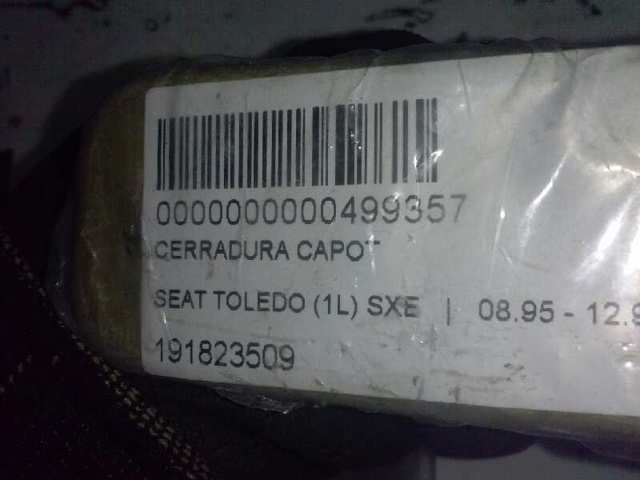 0000000000499357
CERRADURA CAPOT
SEAT TOLEDO (1L) SXE | 08.95 - 12.9
191823509